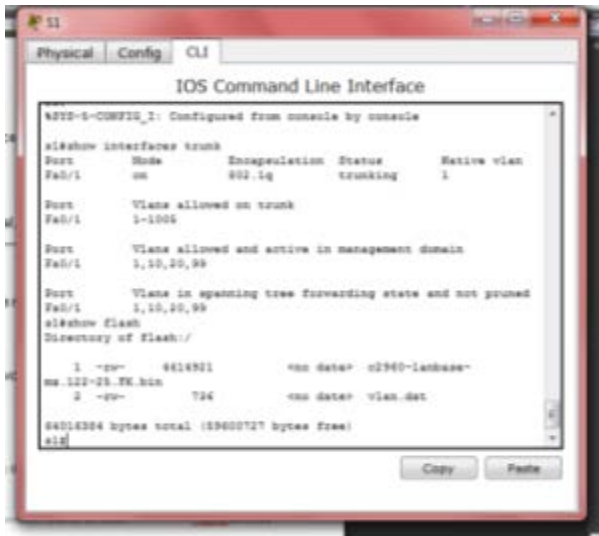 S1
Physical Config CLI
IOS Command Line Interface
%SYS-5-CONFIG_I: Configured from console by console
s1#show interfaces trunk
Port Mode Encapsulation Status Native vlan
Fa0/1 on 802.1q trunking 1
Port Vlans allowed on trunk
Fa0/1 1-1005
Port Vlans allowed and active in management domain
Fa0/1 1,10,20,99
Port Vlans in spanning tree forwarding state and not pruned
Fa0/1 1,10,20,99
s1#show flash
Directory of flash:/
1 -rw- 4414921 <no date> c2960-lanbase-
mz.122-25.FX.bin
2 -rw- 736 <no date> vlan.dat
64016384 bytes total (59600727 bytes free)
s1#
Copy Paste